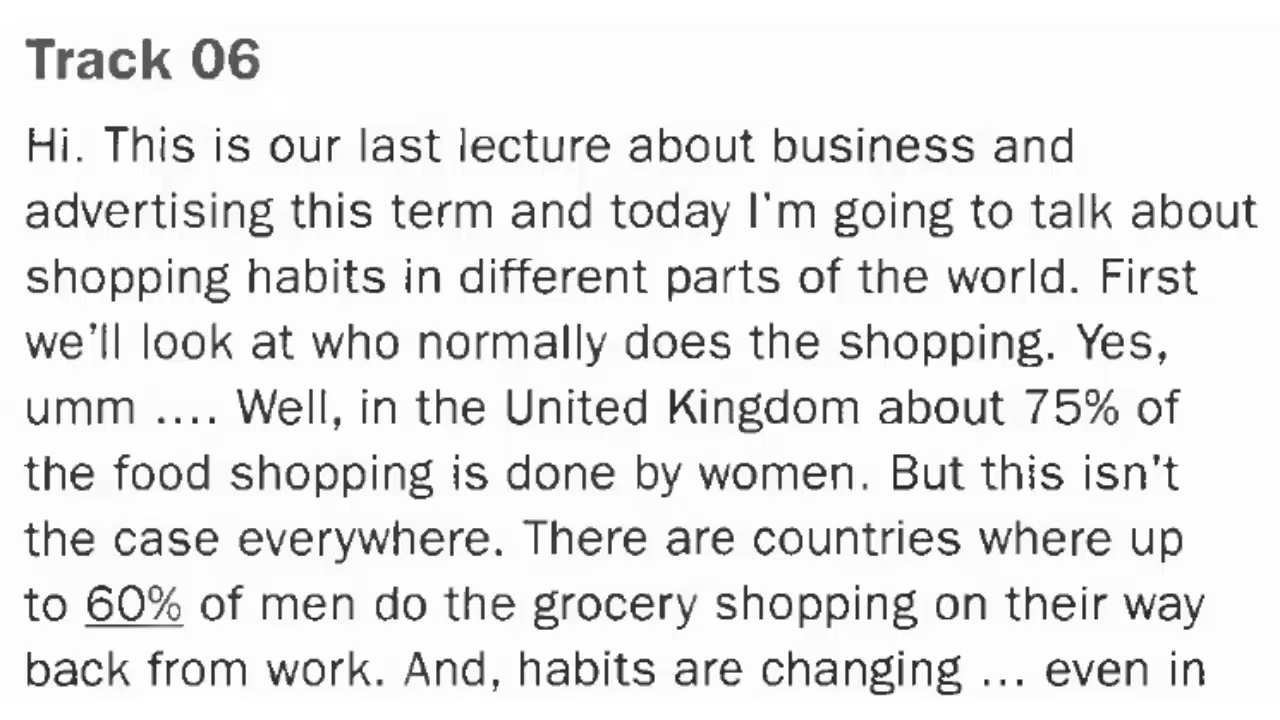 Track 06
Hi. This is our last lecture about business and
advertising this term and today I'm going to talk about
shopping habits in different parts of the world. First
we'll look at who normally does the shopping. Yes,
umm .... Well, in the United Kingdom about 75% of
the food shopping is done by women. But this isn't
the case everywhere. There are countries where up
to 60% of men do the grocery shopping on their way
back from work. And, habits are changing ... even in